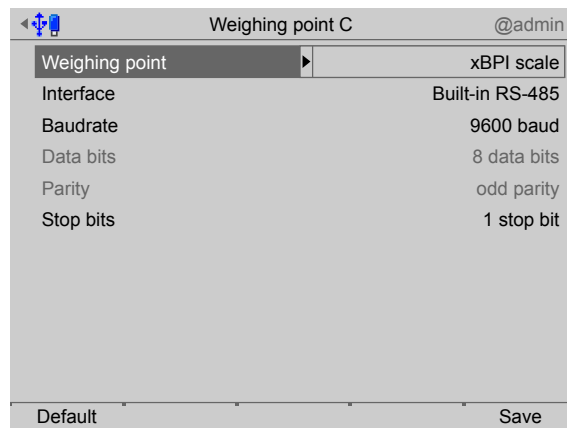 Weighing point C @admin
Weighing point xBPI scale
Interface Built-in RS-485
Baudrate 9600 baud
Data bits 8 data bits
Parity odd parity
Stop bits 1 stop bit
Default Save